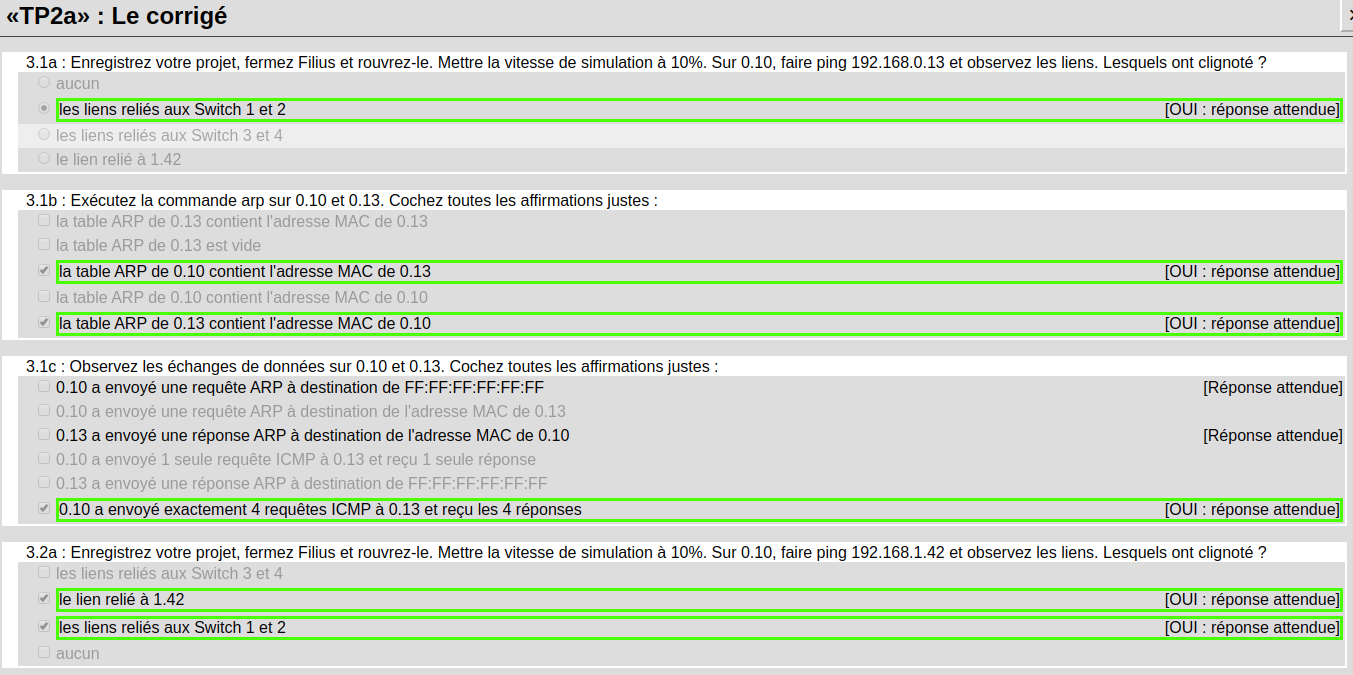 «TP2a» : Le corrigé
3.1a : Enregistrez votre projet, fermez Filius et rouvrez-le. Mettre la vitesse de simulation à 10%. Sur 0.10, faire ping 192.168.0.13 et observez les liens. Lesquels ont clignoté ?
aucun
les liens reliés aux Switch 1 et 2 [OUI : réponse attendue]
les liens reliés aux Switch 3 et 4
le lien relié à 1.42
3.1b : Exécutez la commande arp sur 0.10 et 0.13. Cochez toutes les affirmations justes :
la table ARP de 0.13 contient l'adresse MAC de 0.13
la table ARP de 0.13 est vide
la table ARP de 0.10 contient l'adresse MAC de 0.13 [OUI : réponse attendue]
la table ARP de 0.10 contient l'adresse MAC de 0.10
la table ARP de 0.13 contient l'adresse MAC de 0.10 [OUI : réponse attendue]
3.1c : Observez les échanges de données sur 0.10 et 0.13. Cochez toutes les affirmations justes :
0.10 a envoyé une requête ARP à destination de FF:FF:FF:FF:FF:FF [Réponse attendue]
0.10 a envoyé une requête ARP à destination de l'adresse MAC de 0.13
0.13 a envoyé une réponse ARP à destination de l'adresse MAC de 0.10 [Réponse attendue]
0.10 a envoyé 1 seule requête ICMP à 0.13 et reçu 1 seule réponse
0.13 a envoyé une réponse ARP à destination de FF:FF:FF:FF:FF:FF
0.10 a envoyé exactement 4 requêtes ICMP à 0.13 et reçu les 4 réponses [OUI : réponse attendue]
3.2a : Enregistrez votre projet, fermez Filius et rouvrez-le. Mettre la vitesse de simulation à 10%. Sur 0.10, faire ping 192.168.1.42 et observez les liens. Lesquels ont clignoté ?
les liens reliés aux Switch 3 et 4
le lien relié à 1.42 [OUI : réponse attendue]
les liens reliés aux Switch 1 et 2 [OUI : réponse attendue]
aucun